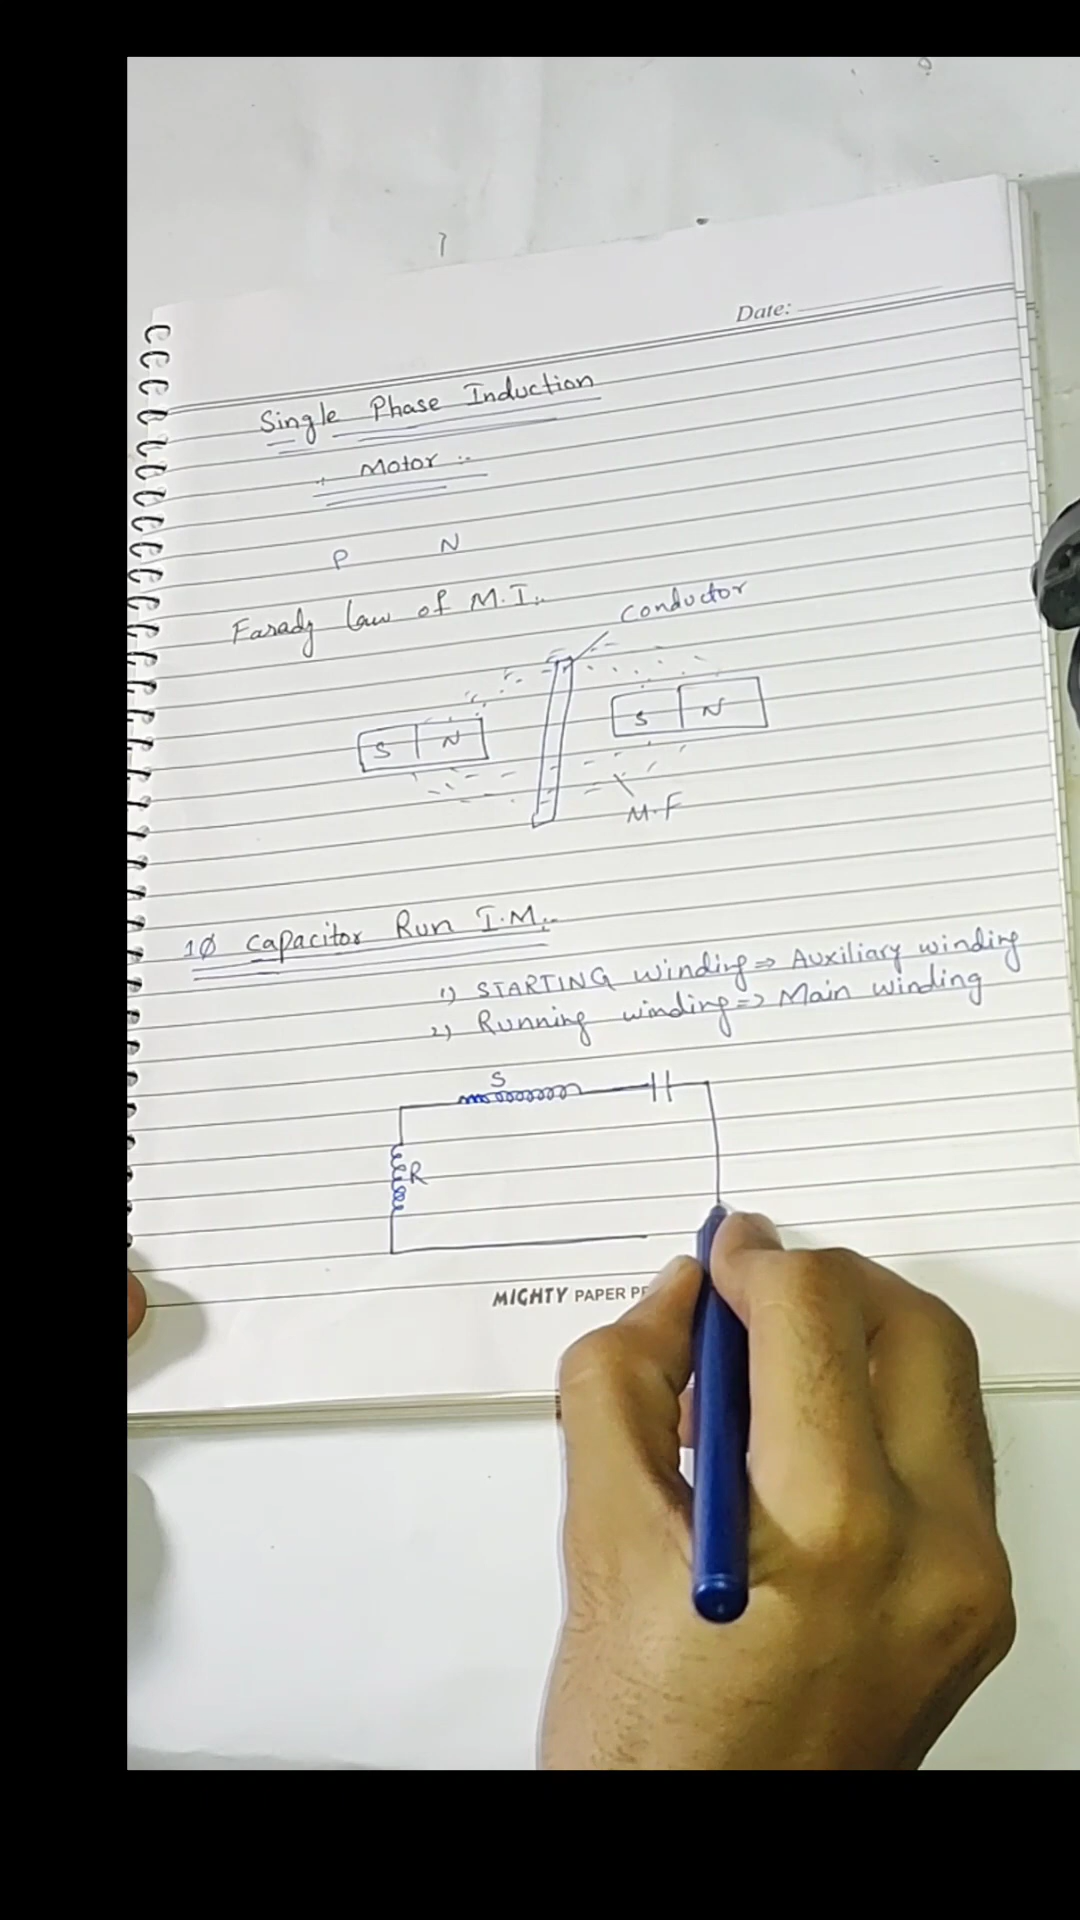 Date:
Single Phase Induction
Motor :-
P N
Farady law of M.I:-
Conductor
S N
S N
M.F
1Ø Capacitor Run I.M:-
1) STARTING winding => Auxiliary winding
2) Running winding => Main winding
S
R
MIGHTY PAPER PR